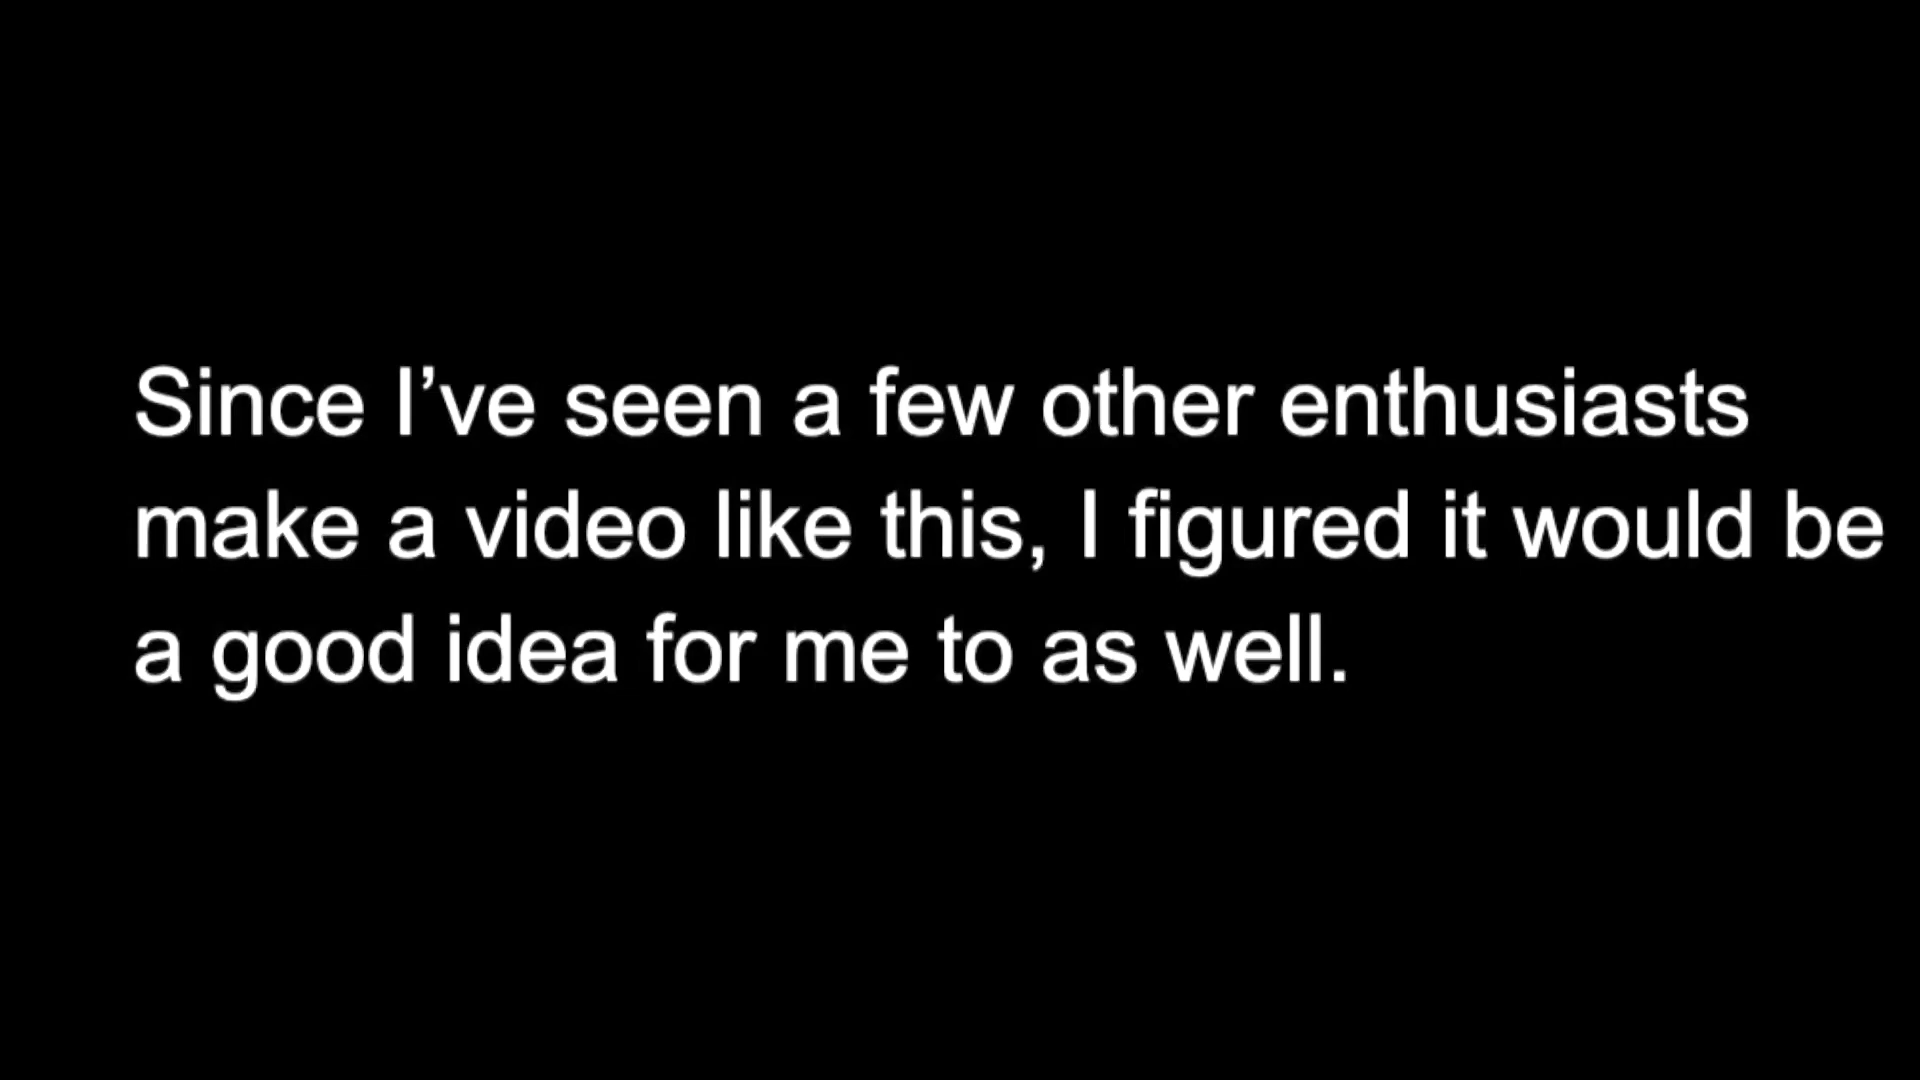 Since I’ve seen a few other enthusiasts
make a video like this, I figured it would be
a good idea for me to as well.